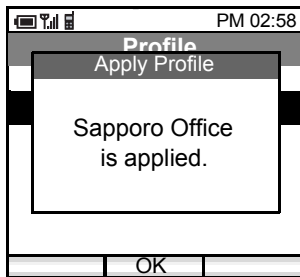 PM 02:58
Profile
Apply Profile
Sapporo Office
is applied.
OK